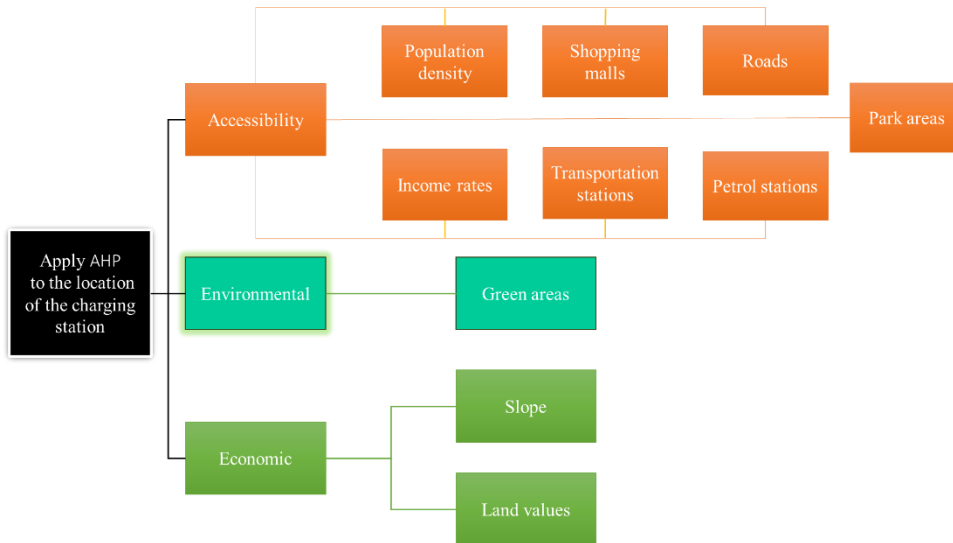 Population
density
Shopping
malls
Roads
Accessibility
Park areas
Income rates
Transportation
stations
Petrol stations
Apply AHP
to the location
of the charging
station
Environmental
Green areas
Economic
Slope
Land values